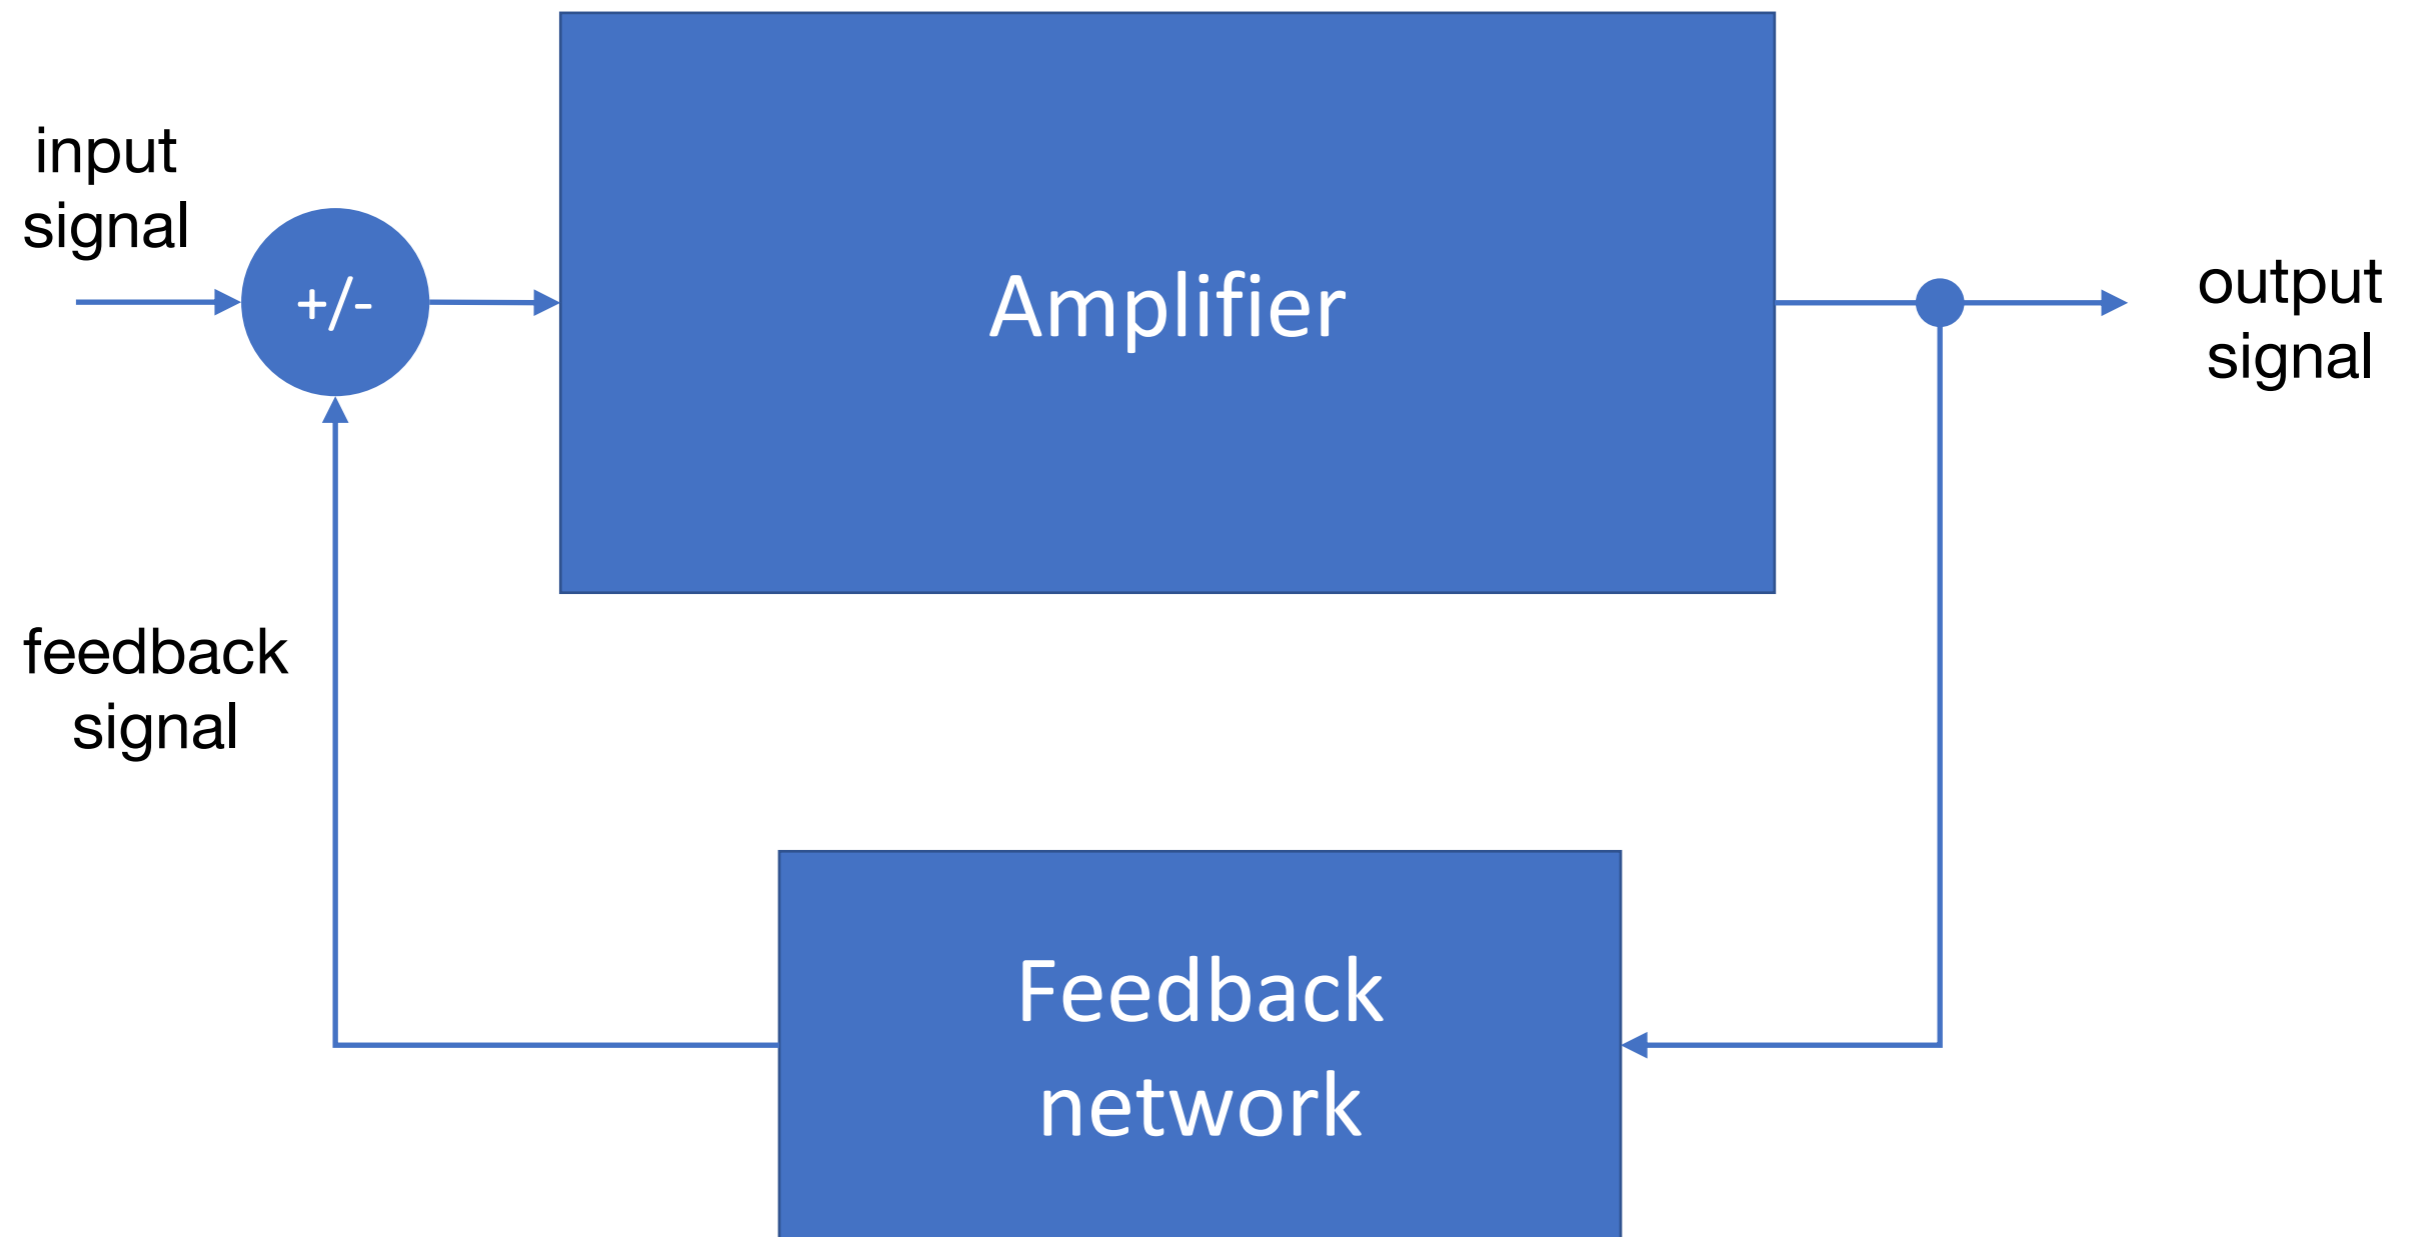 input
signal
+/-
Amplifier
output
signal
feedback
signal
Feedback
network